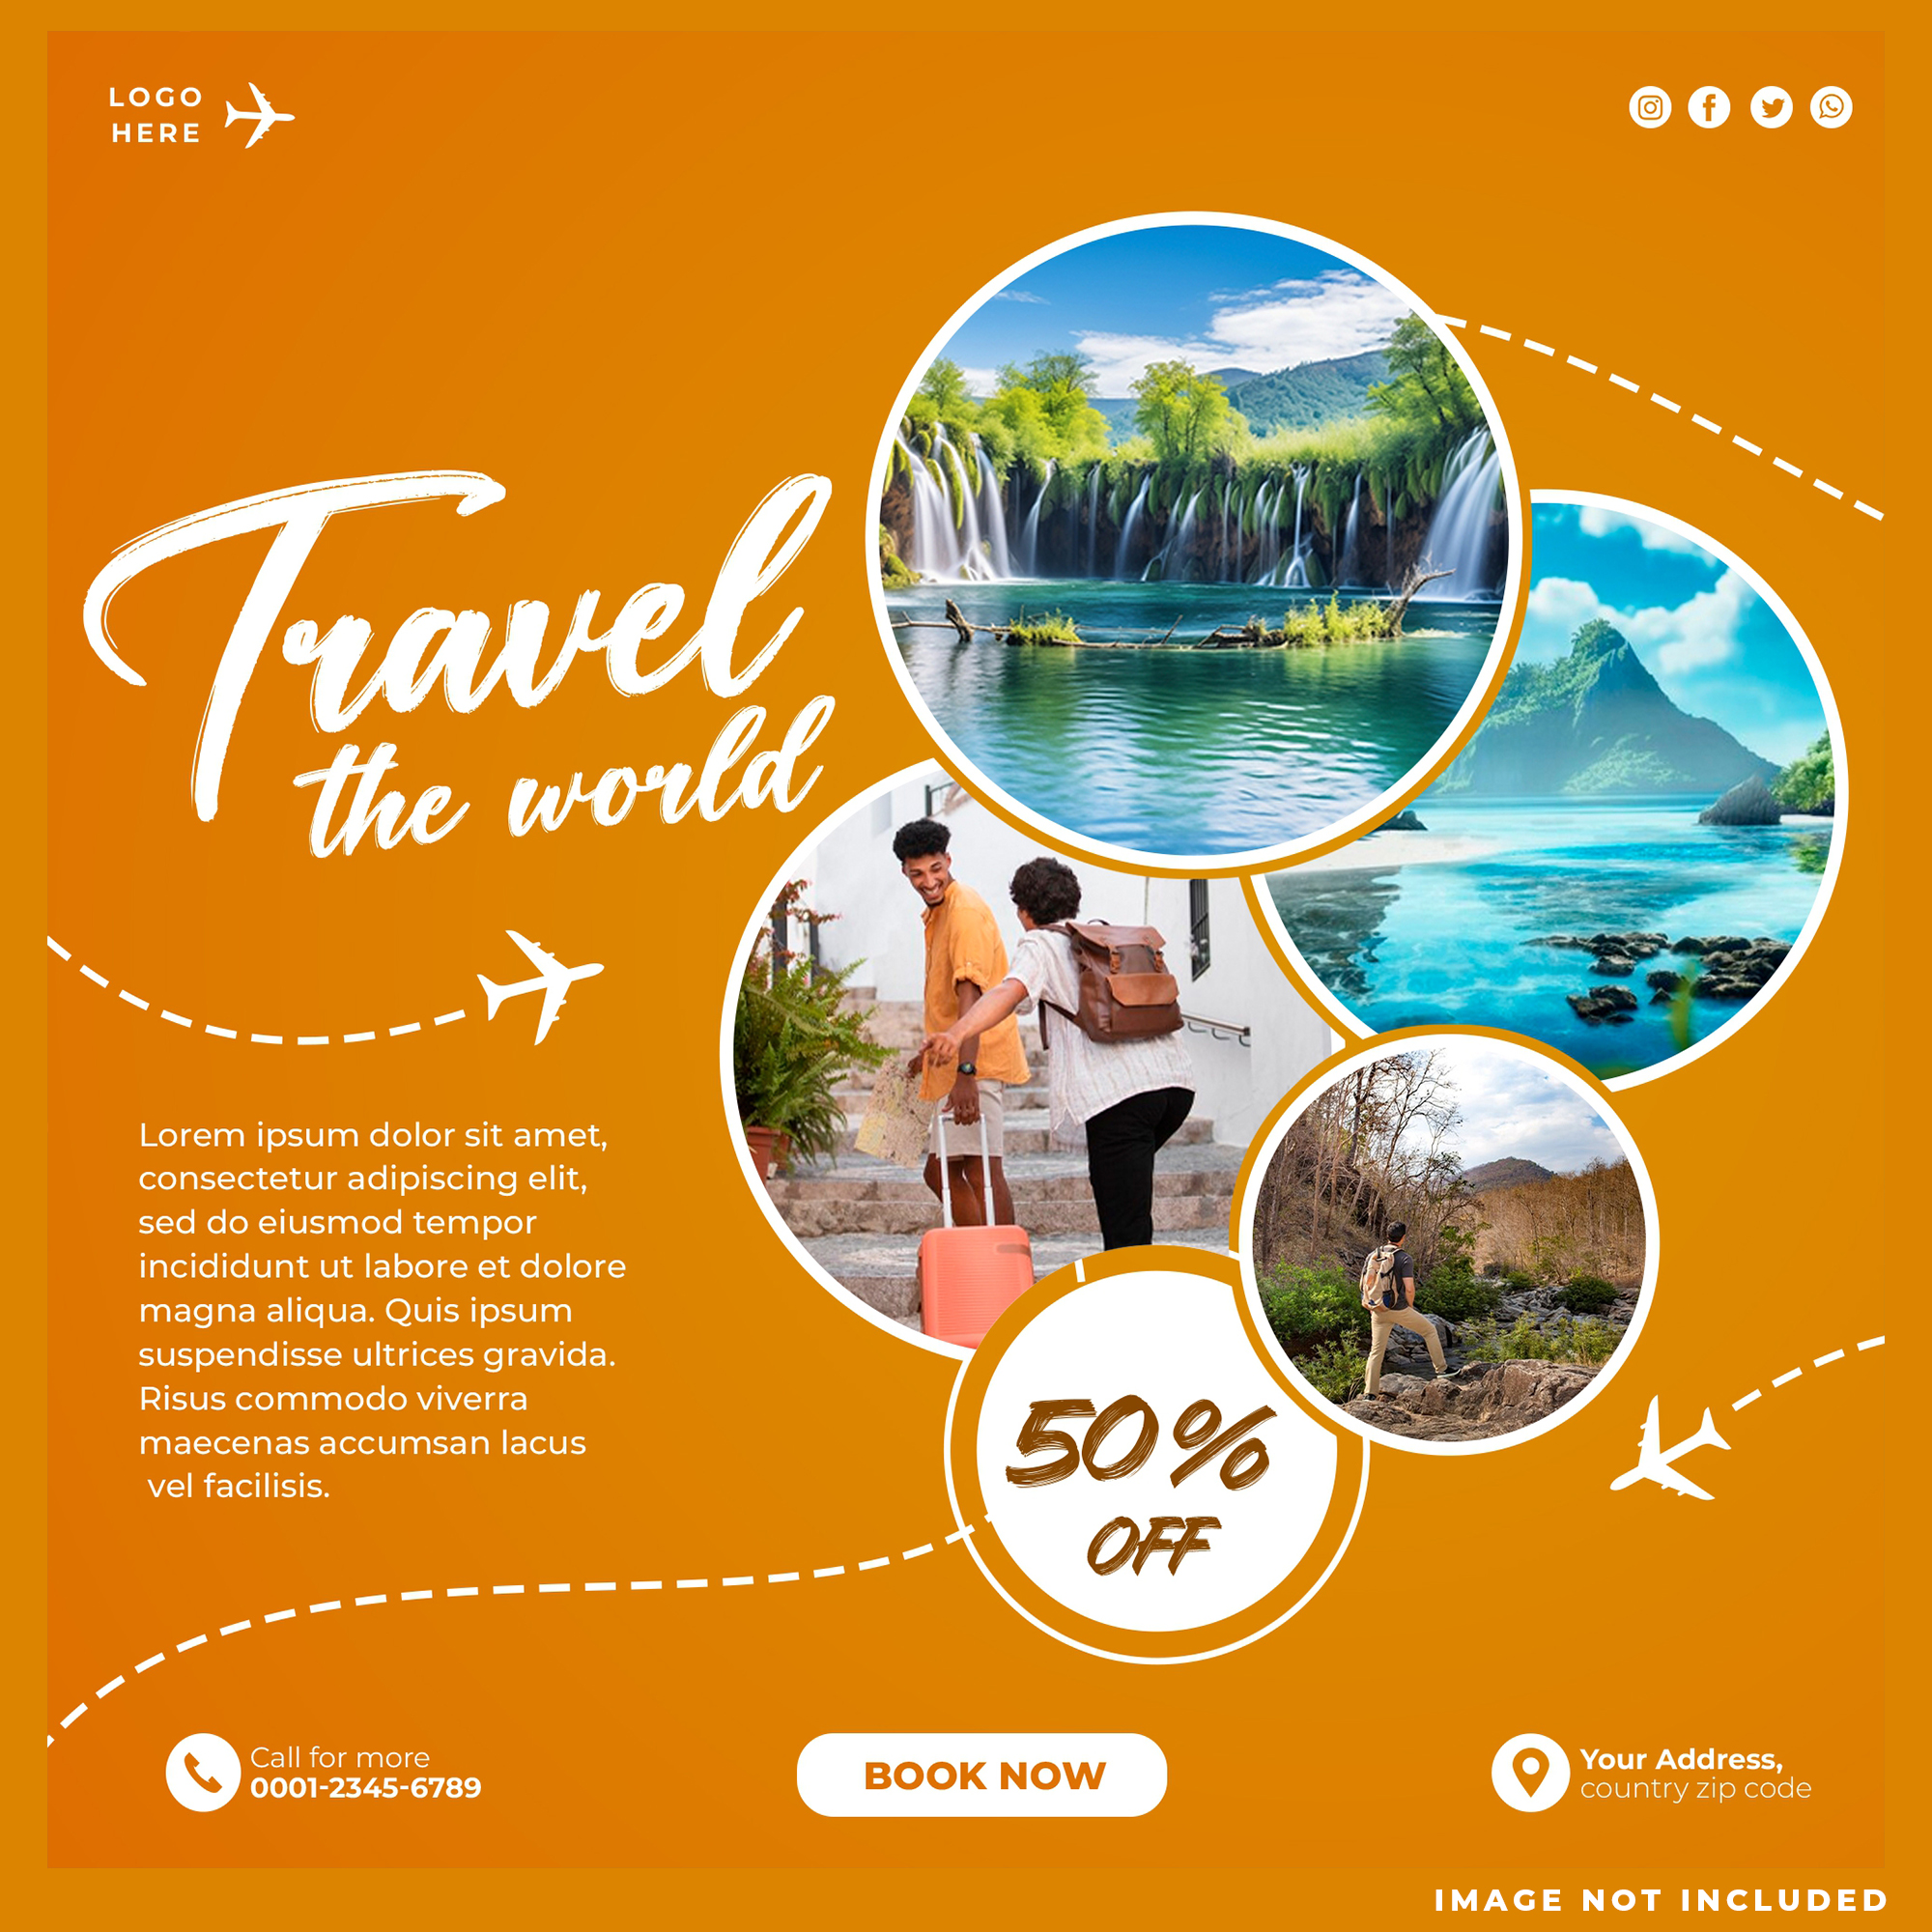 LOGO
HERE
Travel
the world
Lorem ipsum dolor sit amet,
consectetur adipiscing elit,
sed do eiusmod tempor
incididunt ut labore et dolore
magna aliqua. Quis ipsum
suspendisse ultrices gravida.
Risus commodo viverra
maecenas accumsan lacus
vel facilisis.
50%
OFF
Call for more
0001-2345-6789
BOOK NOW
Your Address,
country zip code
IMAGE NOT INCLUDED